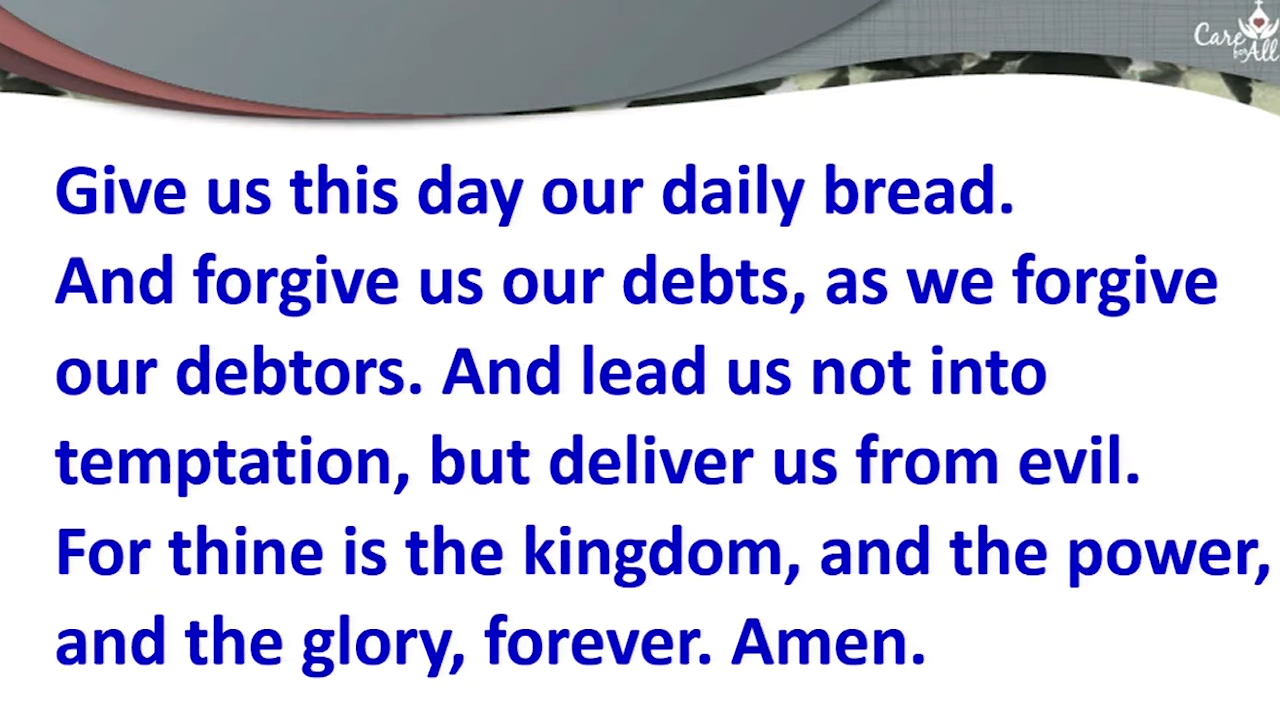 Care
for All
Give us this day our daily bread.
And forgive us our debts, as we forgive
our debtors. And lead us not into
temptation, but deliver us from evil.
For thine is the kingdom, and the power,
and the glory, forever. Amen.